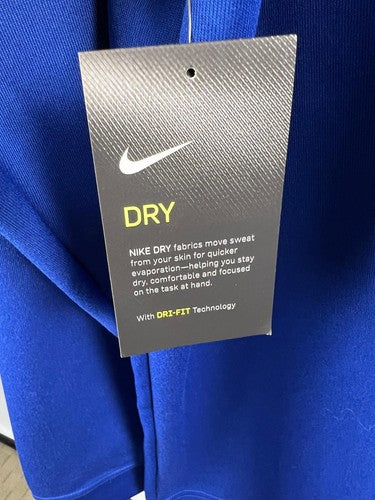 DRY
NIKE DRY fabrics move sweat
from your skin for quicker
evaporation—helping you stay
dry, comfortable and focused
on the task at hand.
With DRI-FIT Technology